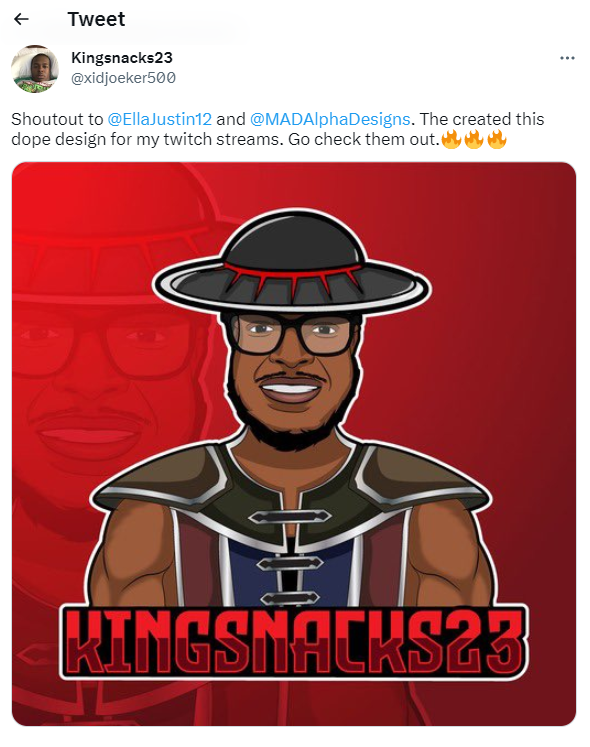 Tweet
Kingsnacks23
@xidjoeker500
Shoutout to @EllaJustin12 and @MADAlphaDesigns. The created this
dope design for my twitch streams. Go check them out.🔥🔥🔥
KINGSNACKS23